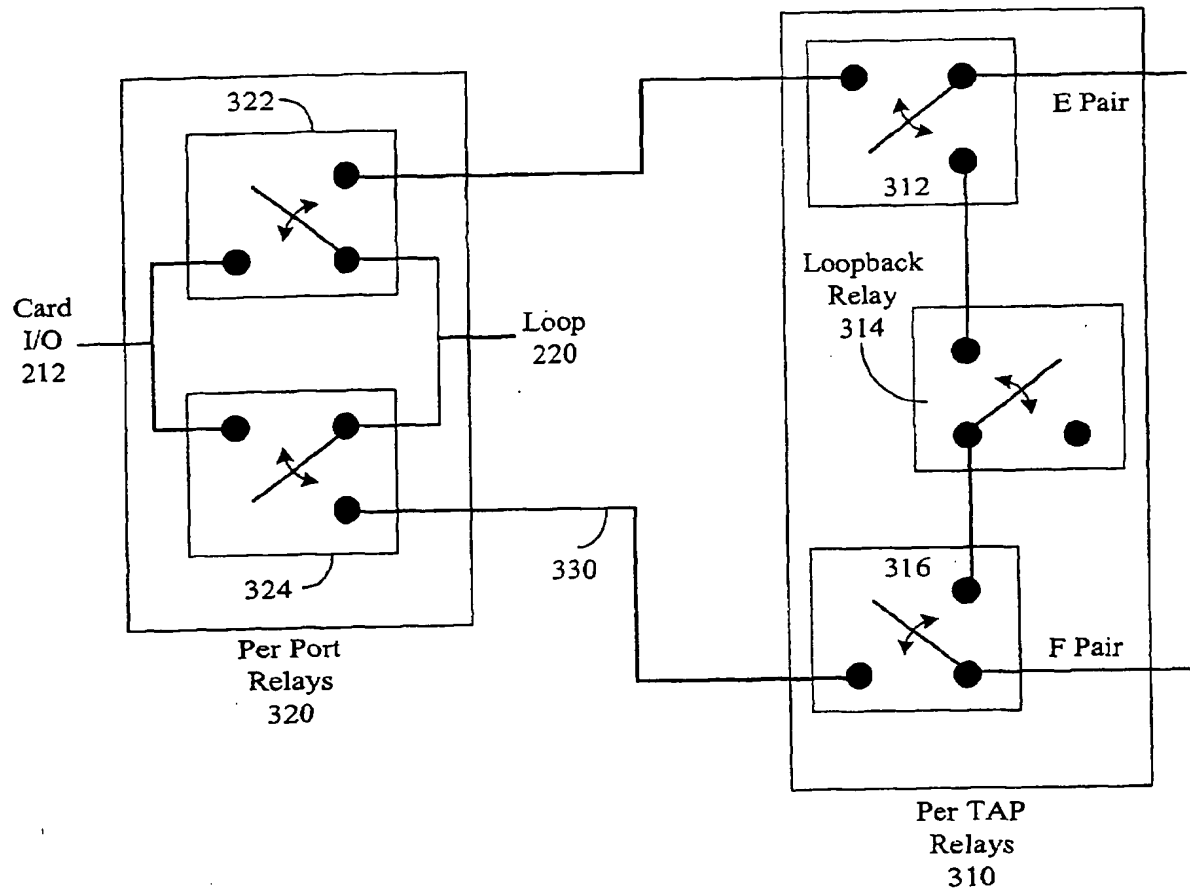 322
E Pair
312
Loopback
Relay
314
Card
I/O
212
Loop
220
316
330
324
F Pair
Per Port
Relays
320
Per TAP
Relays
310